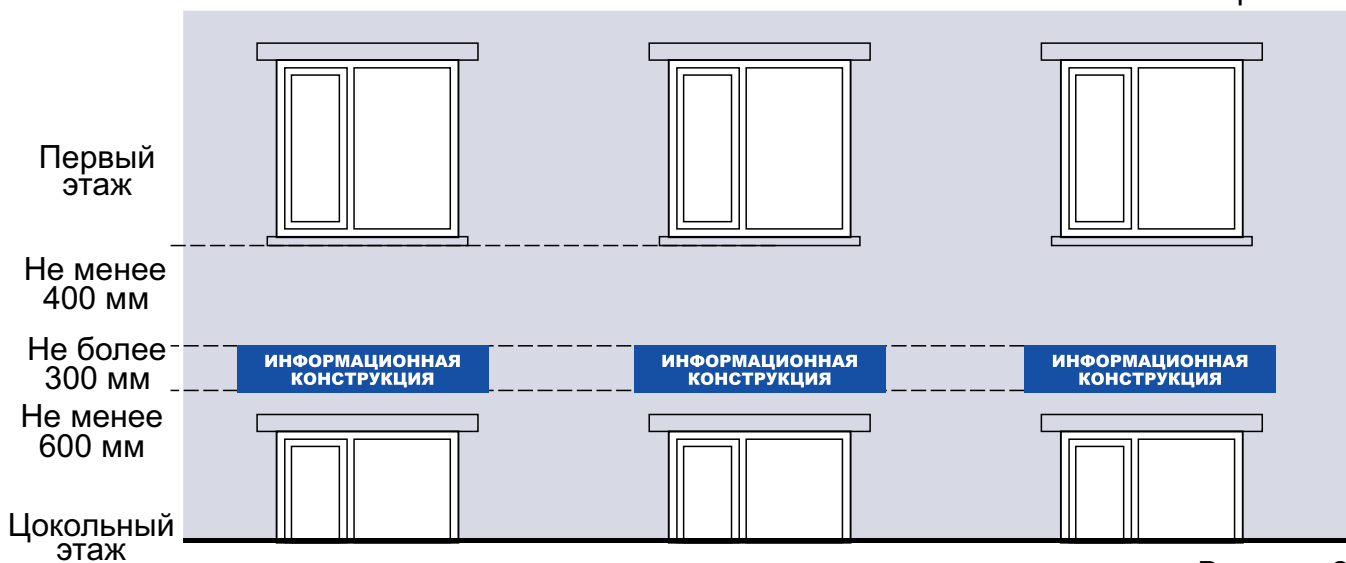 Первый
этаж
Не менее
400 мм
Не более
300 мм
ИНФОРМАЦИОННАЯ
КОНСТРУКЦИЯ
ИНФОРМАЦИОННАЯ
КОНСТРУКЦИЯ
ИНФОРМАЦИОННАЯ
КОНСТРУКЦИЯ
Не менее
600 мм
Цокольный
этаж